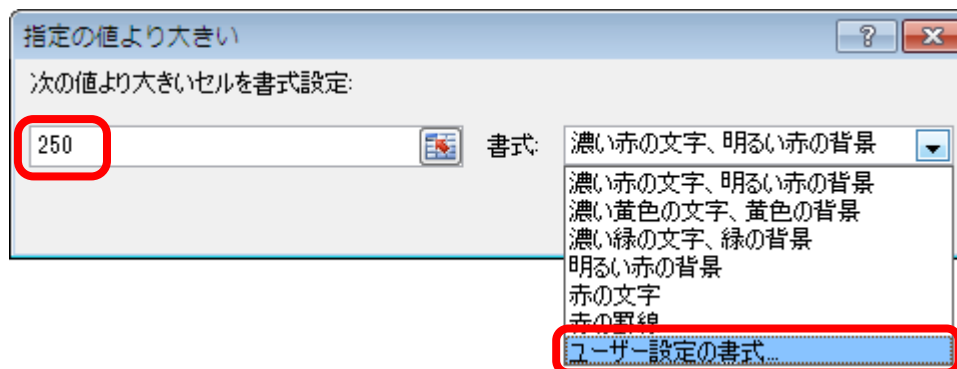 指定の値より大きい
次の値より大きいセルを書式設定:
250 書式: 濃い赤の文字、明るい赤の背景
濃い赤の文字、明るい赤の背景
濃い黄色の文字、黄色の背景
濃い緑の文字、緑の背景
明るい赤の背景
赤の文字
赤の罫線
ユーザー設定の書式...